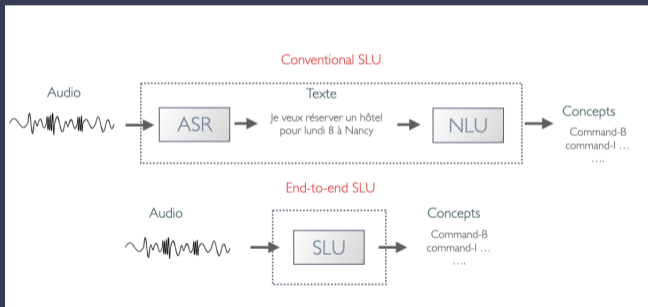 Conventional SLU
Audio
Texte
ASR
Je veux réserver un hôtel
pour lundi 8 à Nancy
NLU
Concepts
Command-B
command-I ...
....
End-to-end SLU
Audio
SLU
Concepts
Command-B
command-I ...
....